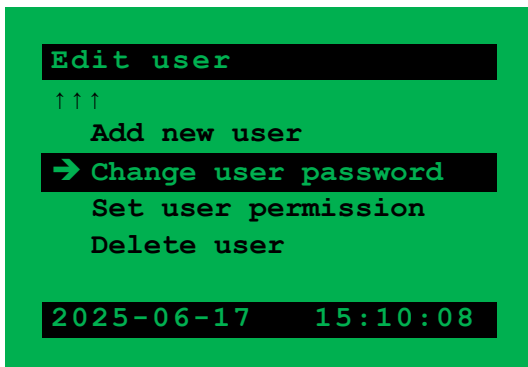 Edit user
↑↑↑
Add new user
➔ Change user password
Set user permission
Delete user
2025-06-17 15:10:08